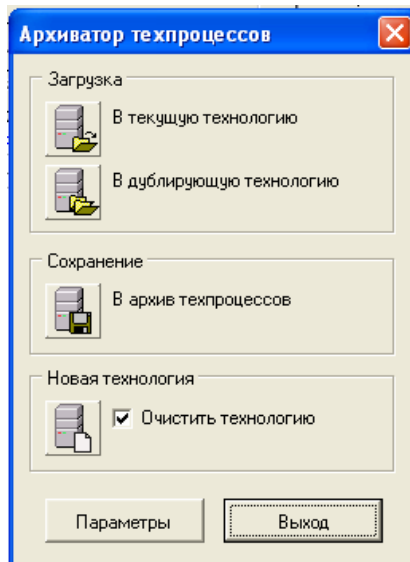 Архиватор техпроцессов
Загрузка
В текущую технологию
В дублирующую технологию
Сохранение
В архив техпроцессов
Новая технология
Очистить технологию
Параметры
Выход